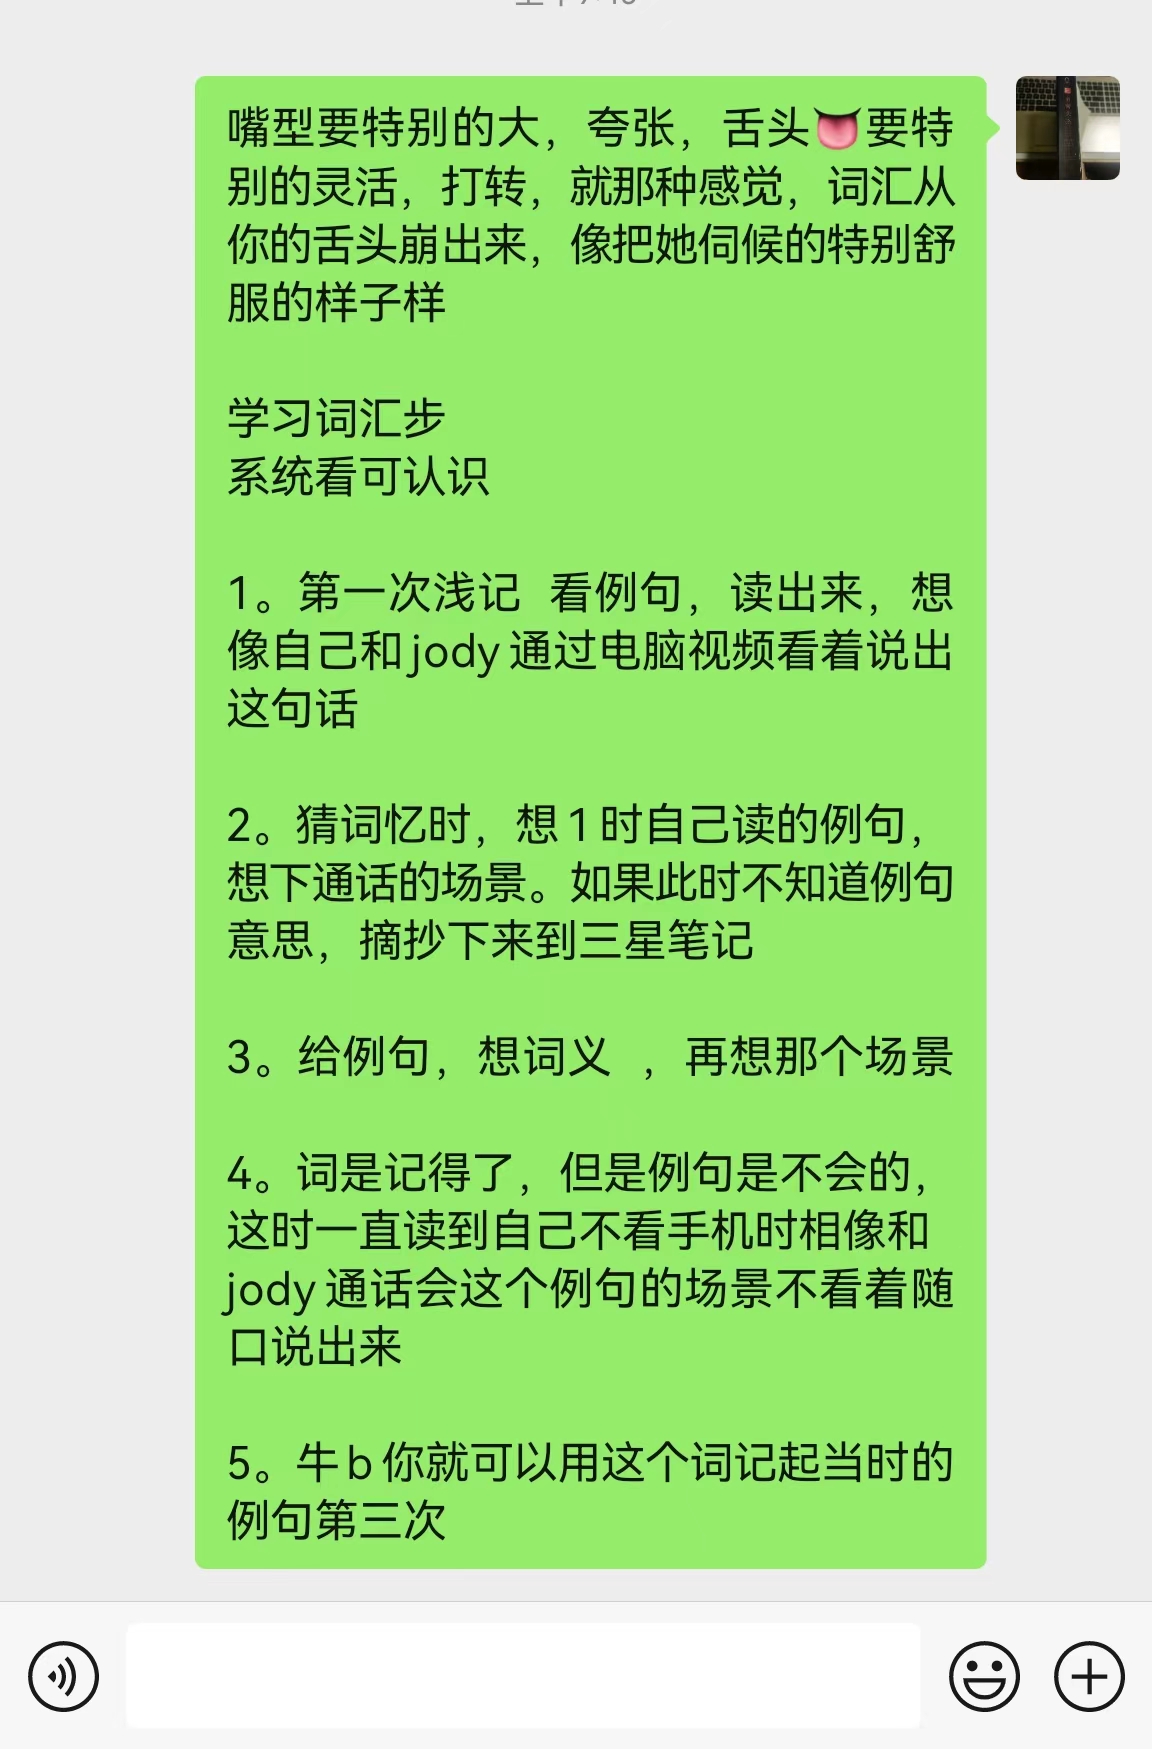 嘴型要特别的大，夸张，舌头👅要特
别的灵活，打转，就那种感觉，词汇从
你的舌头崩出来，像把她伺候的特别舒
服的样子样
学习词汇步
系统看可认识
1。第一次浅记  看例句，读出来，想
像自己和jody通过电脑视频看着说出
这句话
2。猜词忆时，想1时自己读的例句，
想下通话的场景。如果此时不知道例句
意思，摘抄下来到三星笔记
3。给例句，想词义  ，再想那个场景
4。词是记得了，但是例句是不会的，
这时一直读到自己不看手机时相像和
jody通话会这个例句的场景不看着随
口说出来
5。牛b你就可以用这个词记起当时的
例句第三次